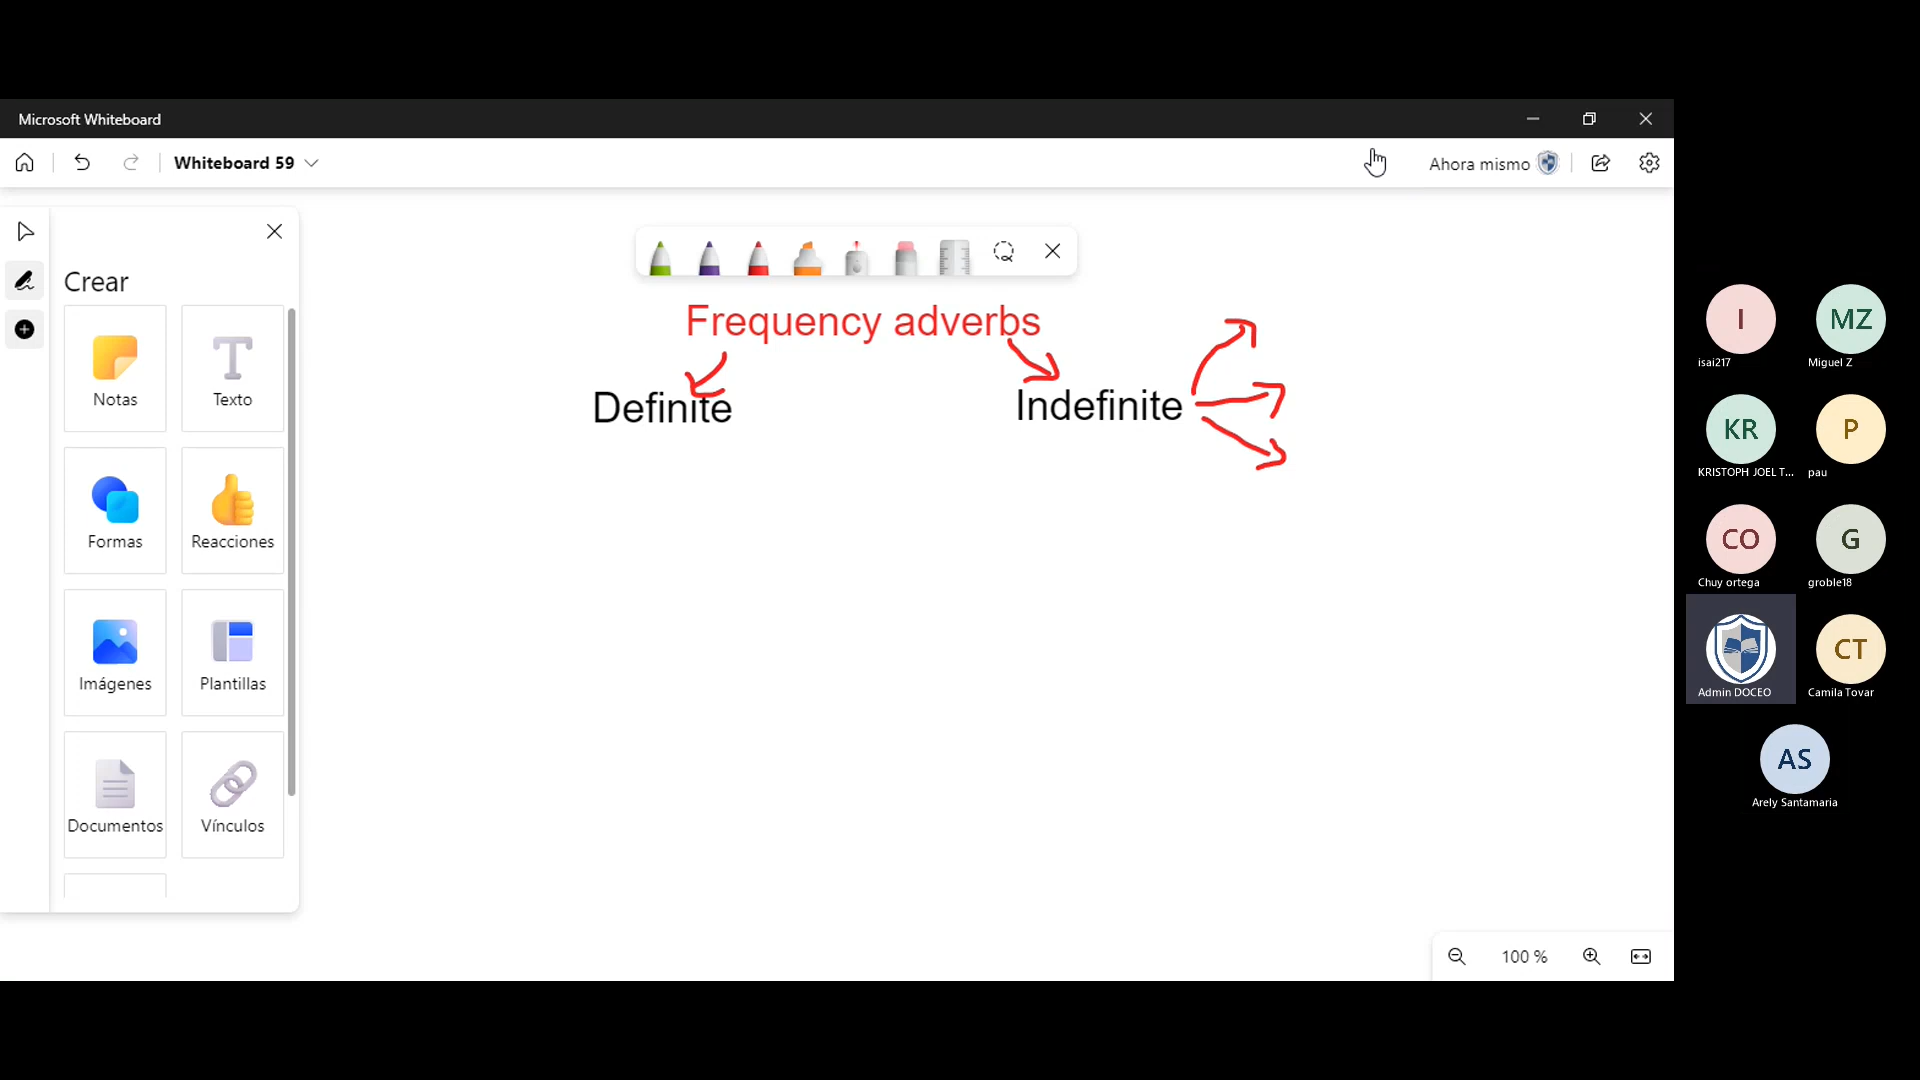 Microsoft Whiteboard
Whiteboard 59
Ahora mismo
Crear
Notas
Texto
Formas
Reacciones
Imágenes
Plantillas
Documentos
Vínculos
Frequency adverbs
Definite
Indefinite
100 %
I
isai217
MZ
Miguel Z
KR
KRISTOPH JOEL T...
P
pau
CO
Chuy ortega
G
groble18
Admin DOCEO
CT
Camila Tovar
AS
Arely Santamaria